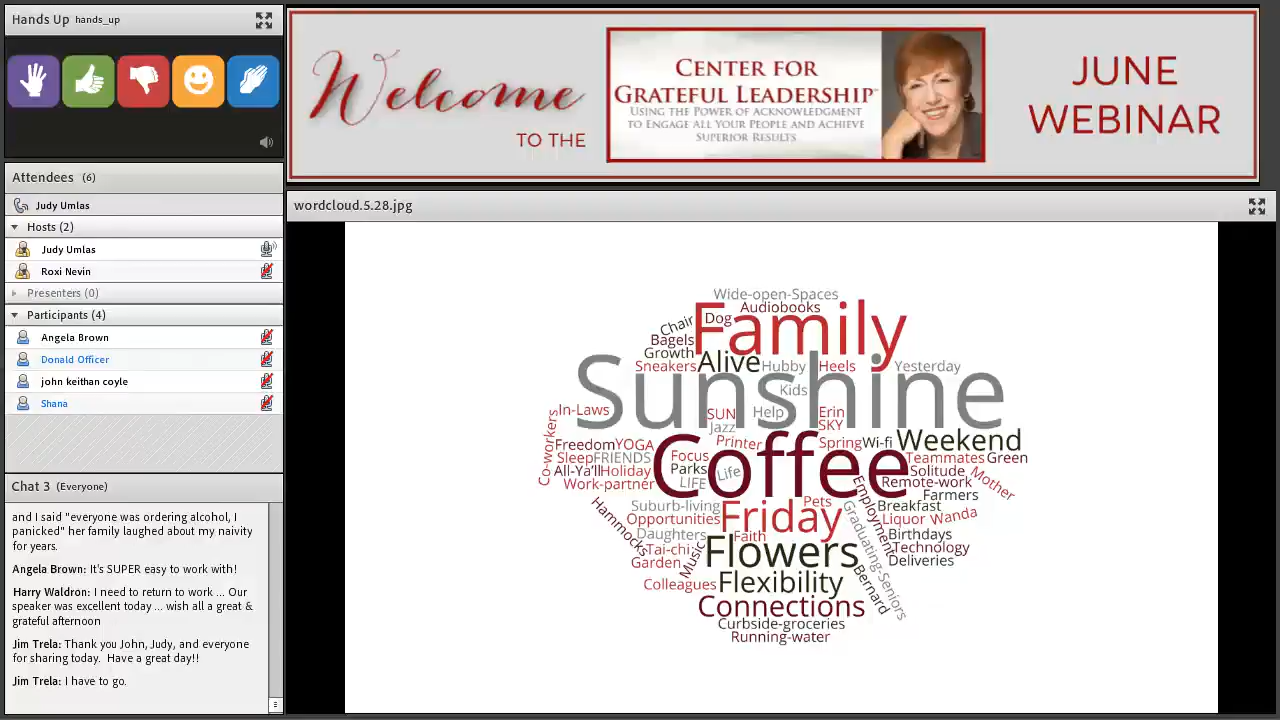 Hands Up hands_up
Attendees (6)
Judy Umlas
Hosts (2)
Judy Umlas
Roxi Nevin
Presenters (0)
Participants (4)
Angela Brown
Donald Officer
john keithan coyle
Shana
Chat 3 (Everyone)
and I said "everyone was ordering alcohol, I
panicked" her family laughed about my nivity
for years.
Angela Brown: It's SUPER easy to work with!
Harry Waldron: I need to return to work ... Our
speaker was excellent today ... wish all a great &
grateful afternoon
Jim Trela: Thank you John, Judy, and everyone
for sharing today. Have a great day!!
Jim Trela: I have to go.
Welcome
TO THE
CENTER FOR
GRATEFUL LEADERSHIP™
USING THE POWER OF ACKNOWLEDGMENT
TO ENGAGE ALL YOUR PEOPLE AND ACHIEVE
SUPERIOR RESULTS
JUNE
WEBINAR
wordcloud.5.28.jpg
Wide-open-Spaces
Audiobooks
Family
Dog
Chair
Bagels
Growth
Sneakers
Alive
Hubby
Heels
Yesterday
Sunshine
Kids
In-Laws
SUN
Help
Erin
Jazz
SKY
Co-workers
Freedom
YOGA
Printer
Spring
Wi-fi
Weekend
Sleep
FRIENDS
Focus
Coffee
Teammates
Green
All-Ya'll
Holiday
Parks
Life
Solitude
Mother
Work-partner
LIFE
Remote-work
Farmers
Hammocks
Suburb-living
Pets
Employment
Breakfast
Opportunities
Friday
Graduating-Seniors
Liquor
Wanda
Daughters
Faith
Birthdays
Tai-chi
Music
Flowers
Technology
Garden
Deliveries
Colleagues
Flexibility
Bernard
Connections
Curbside-groceries
Running-water